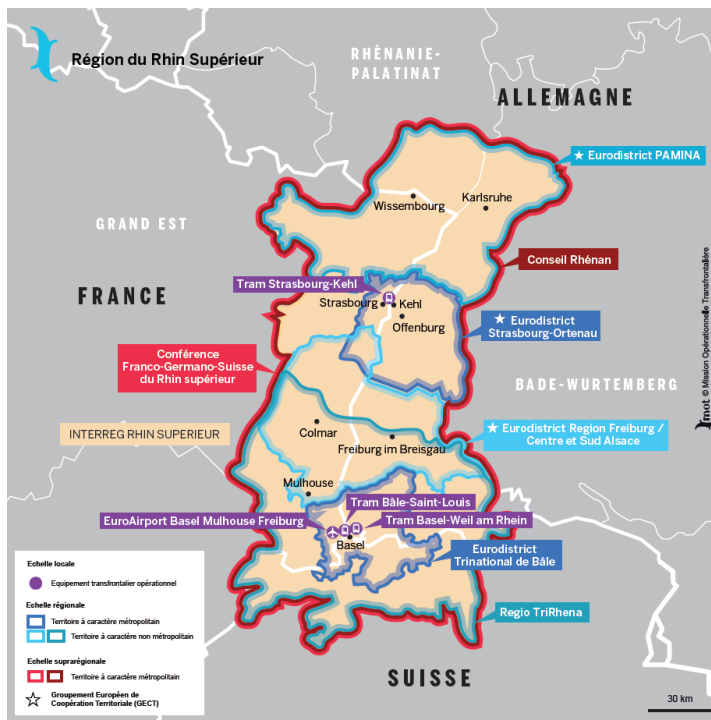 Région du Rhin Supérieur
RHÉNANIE-
PALATINAT
ALLEMAGNE
Eurodistrict PAMINA
Wissembourg
Karlsruhe
GRAND EST
Conseil Rhénan
FRANCE
Tram Strasbourg-Kehl
Strasbourg
Kehl
Offenburg
Eurodistrict
Strasbourg-Ortenau
Conférence
Franco-Germano-Suisse
du Rhin supérieur
BADE-WURTEMBERG
mot © Mission Opérationnelle Transfrontalière
INTERREG RHIN SUPERIEUR
Colmar
Freiburg im Breisgau
Eurodistrict Region Freiburg /
Centre et Sud Alsace
Mulhouse
Tram Bâle-Saint-Louis
EuroAirport Basel Mulhouse Freiburg
Tram Basel-Weil am Rhein
Basel
Eurodistrict
Trinational de Bâle
Regio TriRhena
SUISSE
Echelle locale
Equipement transfrontalier opérationnel
Echelle régionale
Territoire à caractère métropolitain
Territoire à caractère non métropolitain
Echelle suprarégionale
Territoire à caractère métropolitain
Groupement Européen de
Coopération Territoriale (GECT)
30 km